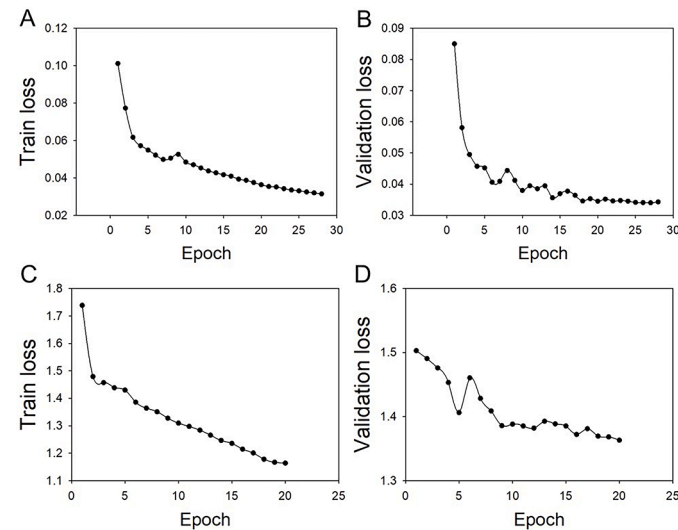 A
Train loss
0.12
0.10
0.08
0.06
0.04
0.02
0 5 10 15 20 25 30
Epoch
B
Validation loss
0.09
0.08
0.07
0.06
0.05
0.04
0.03
0 5 10 15 20 25 30
Epoch
C
Train loss
1.8
1.7
1.6
1.5
1.4
1.3
1.2
1.1
0 5 10 15 20 25
Epoch
D
Validation loss
1.6
1.5
1.4
1.3
0 5 10 15 20 25
Epoch